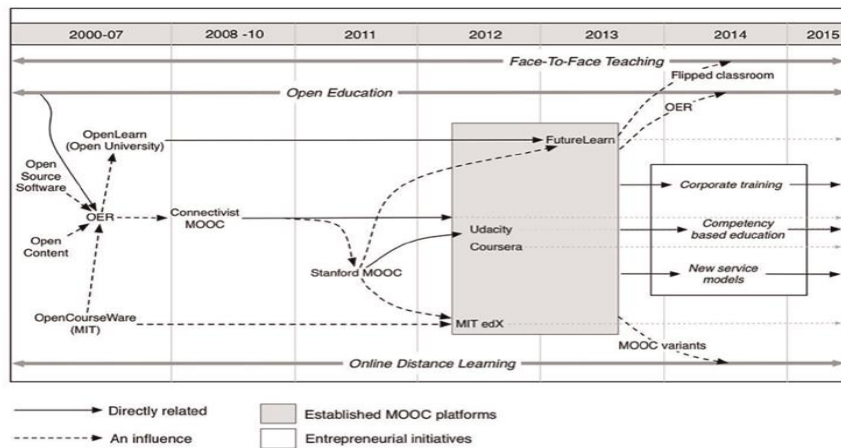 2000-07 2008 -10 2011 2012 2013 2014 2015
Face-To-Face Teaching
Flipped classroom
Open Education
OER
OpenLearn
(Open University)
FutureLearn
Open
Source
Software
Corporate training
OER
Connectivist
MOOC
Udacity
Competency
based education
Open
Content
Coursera
Stanford MOOC
New service
models
OpenCourseWare
(MIT)
MIT edX
MOOC variants
Online Distance Learning
Directly related
Established MOOC platforms
An influence
Entrepreneurial initiatives